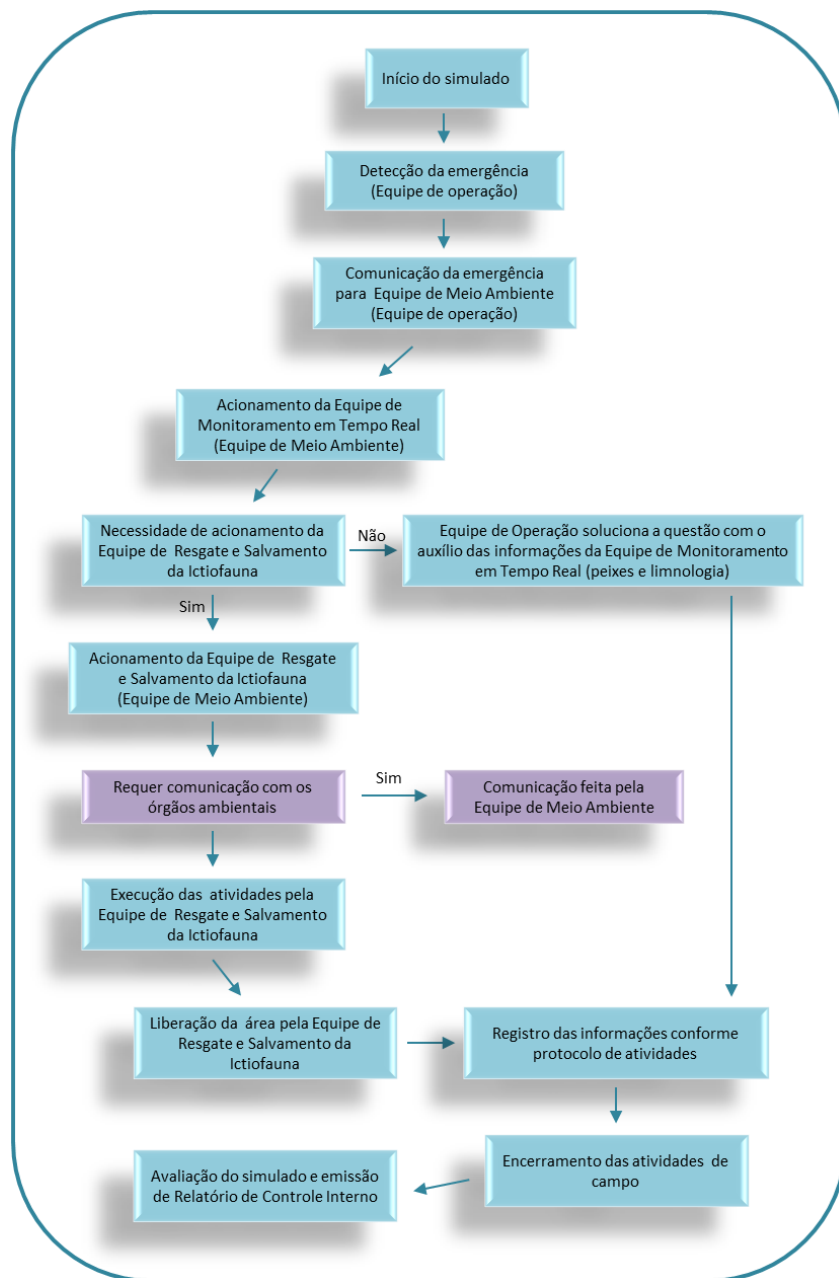 Início do simulado
Detecção da emergência
(Equipe de operação)
Comunicação da emergência
para Equipe de Meio Ambiente
(Equipe de operação)
Acionamento da Equipe de
Monitoramento em Tempo Real
(Equipe de Meio Ambiente)
Necessidade de acionamento da
Equipe de Resgate e Salvamento
da Ictiofauna
Não
Equipe de Operação soluciona a questão com o
auxílio das informações da Equipe de Monitoramento
em Tempo Real (peixes e limnologia)
Sim
Acionamento da Equipe de Resgate
e Salvamento da Ictiofauna
(Equipe de Meio Ambiente)
Requer comunicação com os
órgãos ambientais
Sim
Comunicação feita pela
Equipe de Meio Ambiente
Execução das atividades pela
Equipe de Resgate e Salvamento
da Ictiofauna
Liberação da área pela Equipe de
Resgate e Salvamento da
Ictiofauna
Registro das informações conforme
protocolo de atividades
Encerramento das atividades de
campo
Avaliação do simulado e emissão
de Relatório de Controle Interno